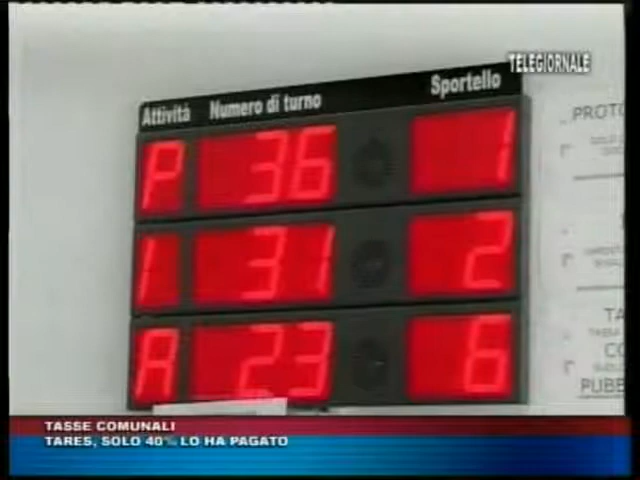 TELEGIORNALE
Attività Numero di turno Sportello
P 36 1
I 31 2
A 23 6
PROTO
TA
CO
PUBB
TASSE COMUNALI
TARES, SOLO 40% LO HA PAGATO